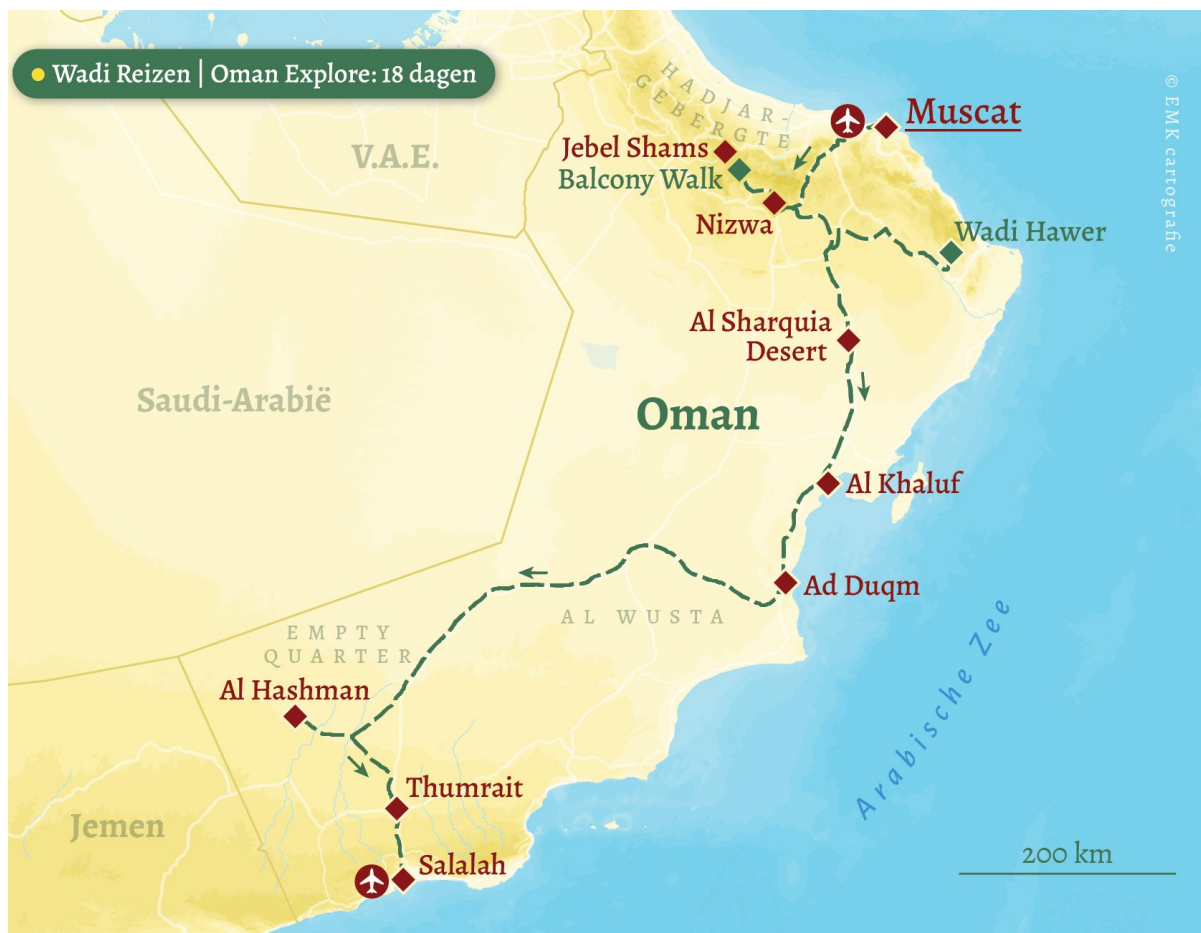 Wadi Reizen | Oman Explore: 18 dagen
© EMK cartografie
HADJAR-
GEBERGTE
Muscat
V.A.E.
Jebel Shams
Balcony Walk
Nizwa
Wadi Hawer
Al Sharquia
Desert
Saudi-Arabië
Oman
Al Khaluf
Ad Duqm
AL WUSTA
EMPTY
QUARTER
Al Hashman
Arabische Zee
Thumrait
Jemen
Salalah
200 km